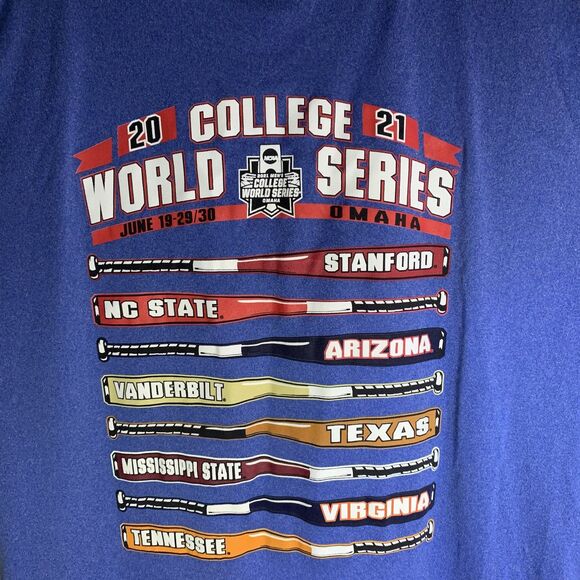 20 COLLEGE 21
WORLD SERIES
NCAA
2021 MEN'S
COLLEGE
WORLD SERIES
OMAHA
JUNE 19-29/30 OMAHA
STANFORD
NC STATE
ARIZONA
VANDERBILT
TEXAS
MISSISSIPPI STATE
VIRGINIA
TENNESSEE